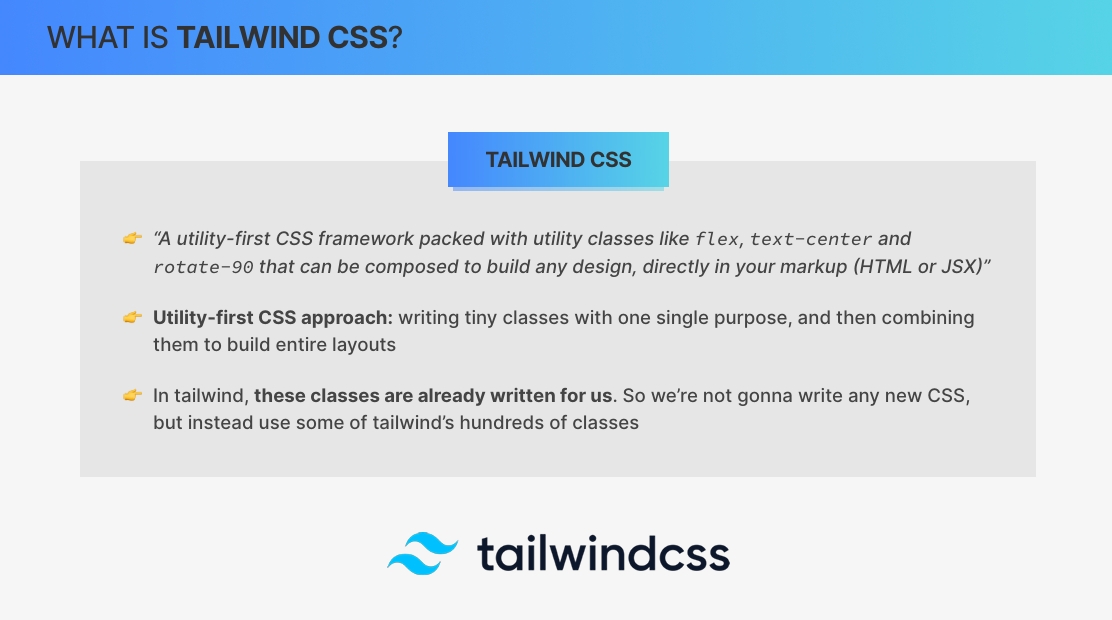 WHAT IS TAILWIND CSS?
TAILWIND CSS
“A utility-first CSS framework packed with utility classes like flex, text-center and
rotate-90 that can be composed to build any design, directly in your markup (HTML or JSX)”
Utility-first CSS approach: writing tiny classes with one single purpose, and then combining
them to build entire layouts
In tailwind, these classes are already written for us. So we’re not gonna write any new CSS,
but instead use some of tailwind’s hundreds of classes
tailwindcss